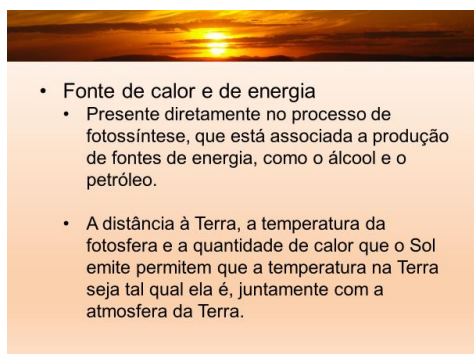 • Fonte de calor e de energia
• Presente diretamente no processo de
fotossíntese, que está associada a produção
de fontes de energia, como o álcool e o
petróleo.
• A distância à Terra, a temperatura da
fotosfera e a quantidade de calor que o Sol
emite permitem que a temperatura na Terra
seja tal qual ela é, juntamente com a
atmosfera da Terra.